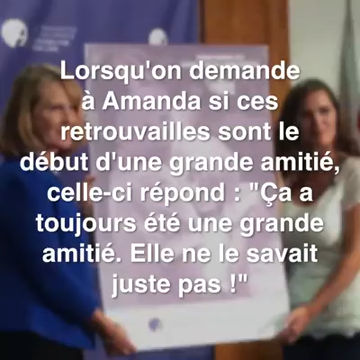 Lorsqu'on demande
à Amanda si ces
retrouvailles sont le
début d'une grande amitié,
celle-ci répond : "Ça a
toujours été une grande
amitié. Elle ne le savait
juste pas !"